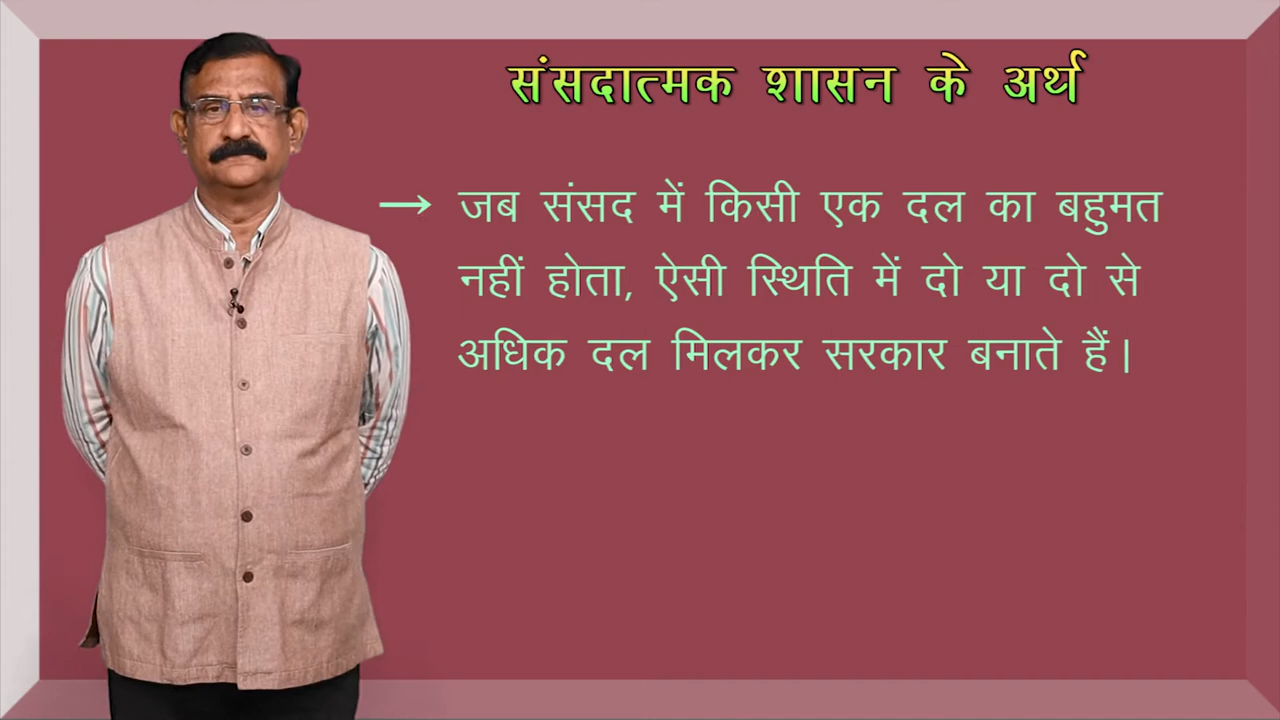 संसदात्मक शासन के अर्थ
→ जब संसद में किसी एक दल का बहुमत
नहीं होता, ऐसी स्थिति में दो या दो से
अधिक दल मिलकर सरकार बनाते हैं।